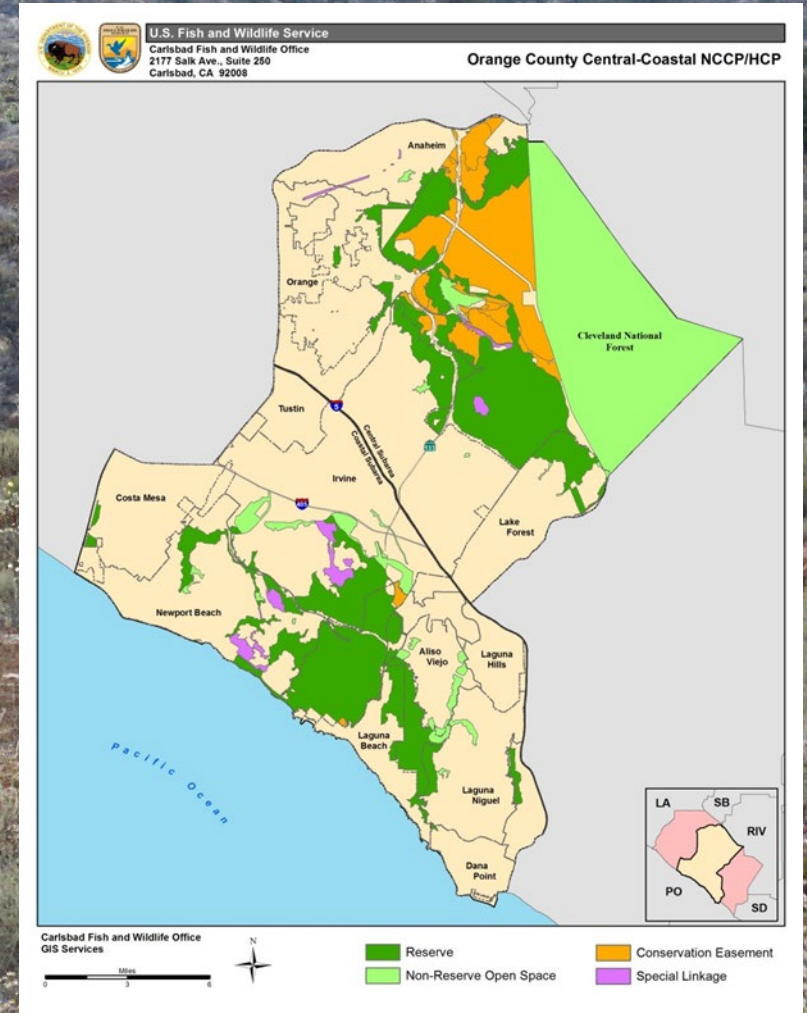 U.S. Fish and Wildlife Service
Carlsbad Fish and Wildlife Office
2177 Salk Ave., Suite 250
Carlsbad, CA 92008
Orange County Central-Coastal NCCP/HCP
Anaheim
Orange
Cleveland National
Forest
Tustin
5
Central Subarea
Coastal Subarea
Irvine
Costa Mesa
405
Lake
Forest
Newport Beach
Aliso
Viejo
Laguna
Hills
Laguna
Beach
Pacific Ocean
Laguna
Niguel
Dana
Point
LA
SB
RIV
PO
SD
Carlsbad Fish and Wildlife Office
GIS Services
N
Miles
0 3 6
Reserve
Non-Reserve Open Space
Conservation Easement
Special Linkage